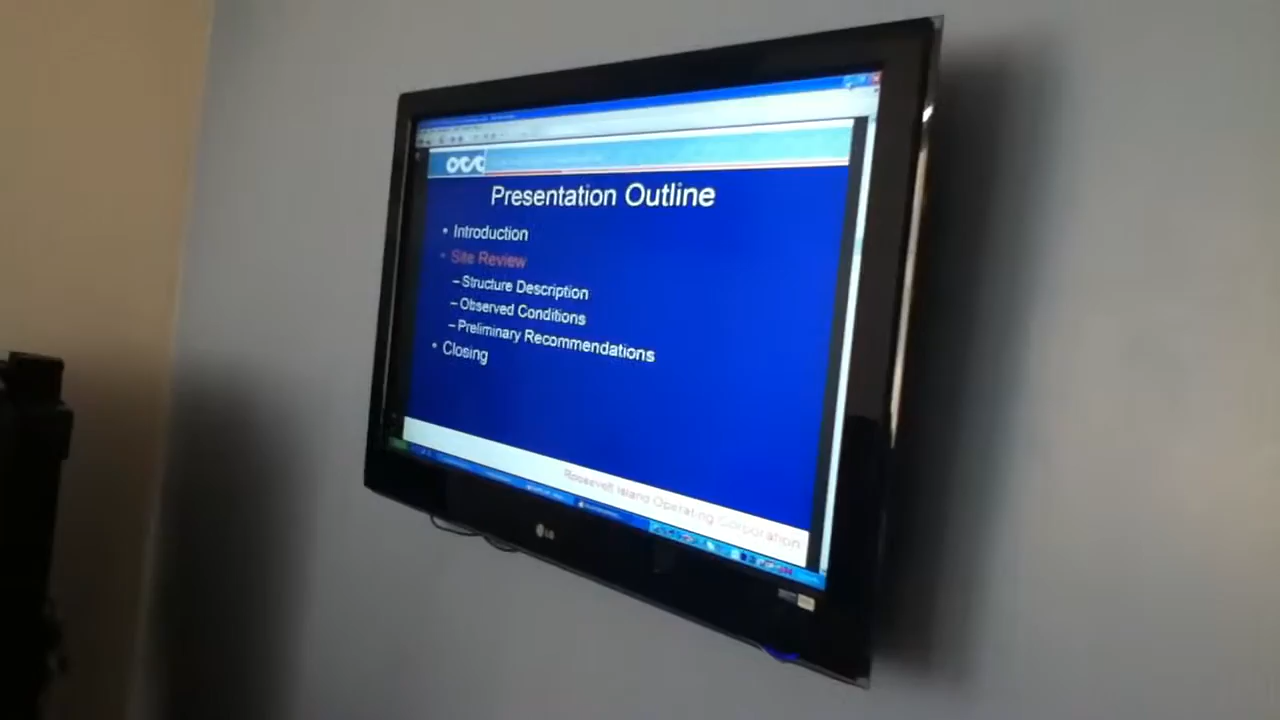 Presentation Outline
• Introduction
• Site Review
– Structure Description
– Observed Conditions
– Preliminary Recommendations
• Closing
Roosevelt Island Operating Corporation
LG